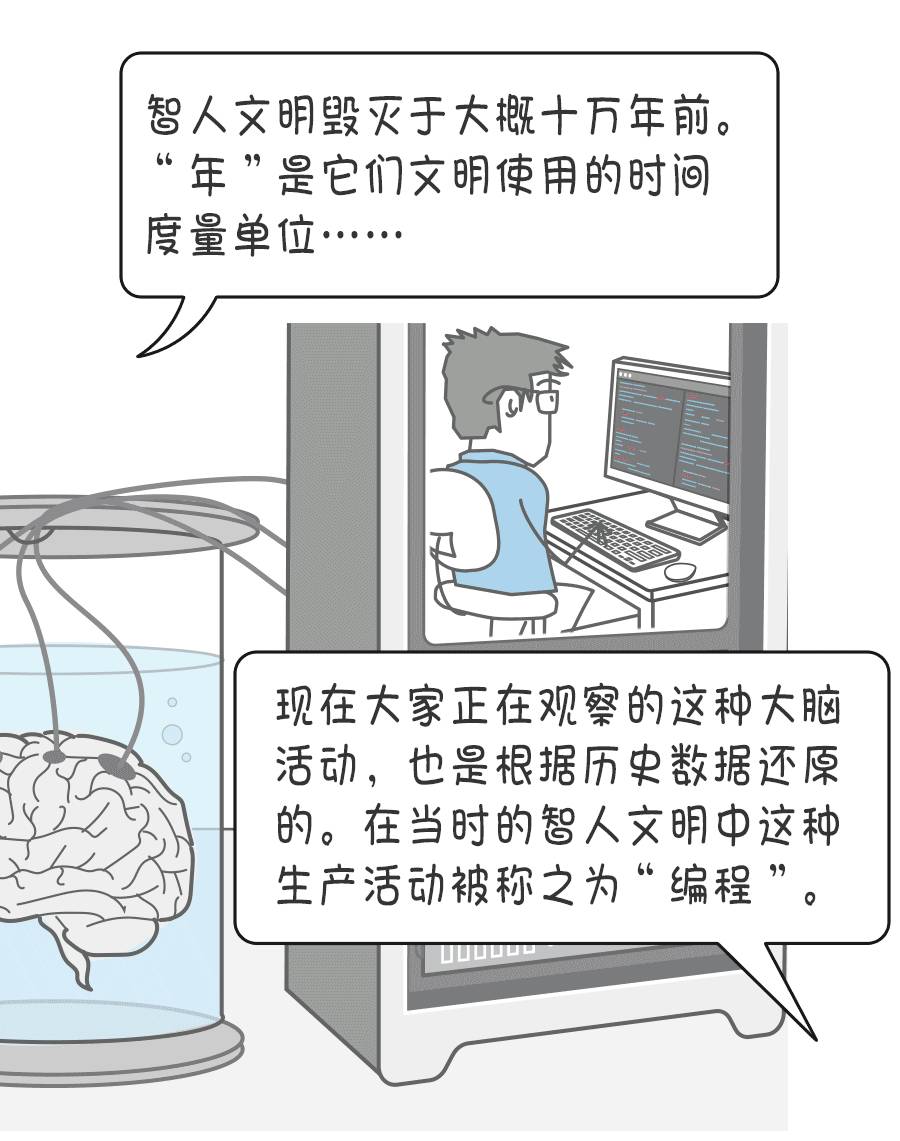 智人文明毁灭于大概十万年前。
“年”是它们文明使用的时间
度量单位……
现在大家正在观察的这种大脑
活动，也是根据历史数据还原
的。在当时的智人文明中这种
生产活动被称之为“编程”。